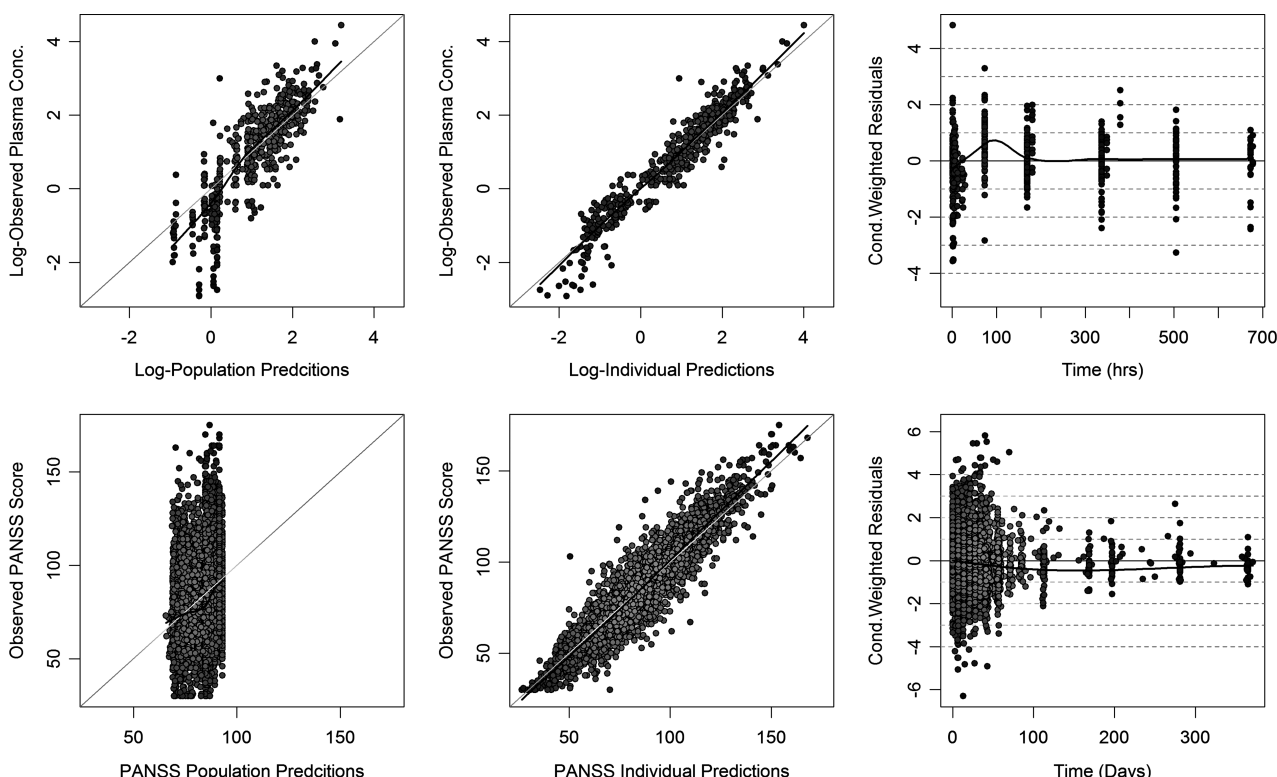 Log-Observed Plasma Conc.
4
2
0
-2
-2 0 2 4
Log-Population Predcitions
Log-Observed Plasma Conc.
4
2
0
-2
-2 0 2 4
Log-Individual Predictions
Cond.Weighted Residuals
4
2
0
-2
-4
0 100 300 500 700
Time (hrs)
Observed PANSS Score
150
100
50
50 100 150
PANSS Population Predcitions
Observed PANSS Score
150
100
50
50 100 150
PANSS Individual Predcitions
Cond.Weighted Residuals
6
4
2
0
-2
-4
-6
0 100 200 300
Time (Days)